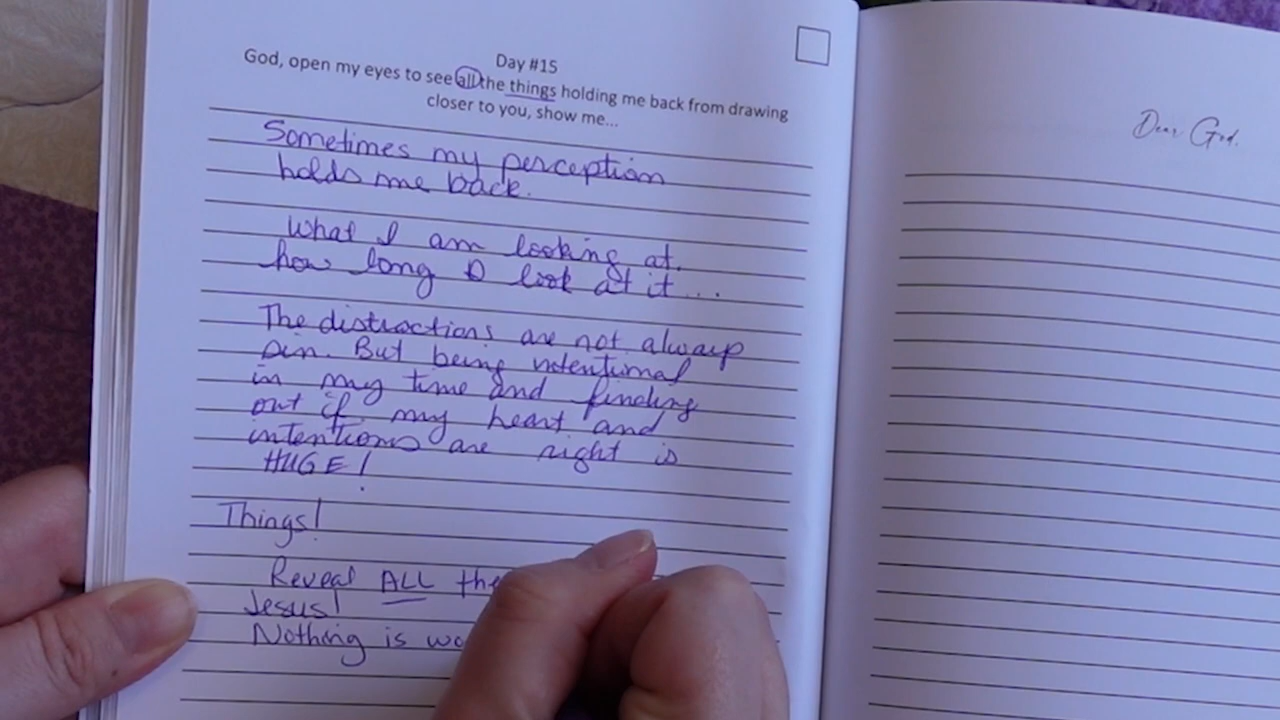 Day #15
God, open my eyes to see all the things holding me back from drawing
closer to you, show me...
Sometimes my perception
holds me back.
What I am looking at.
how long I look at it...
The distractions are not always
sin. But being intentional
in my time and finding
out if my heart and
intentions are right is
HUGE!
Things!
Reveal ALL the
Jesus!
Nothing is wo
Dear God,